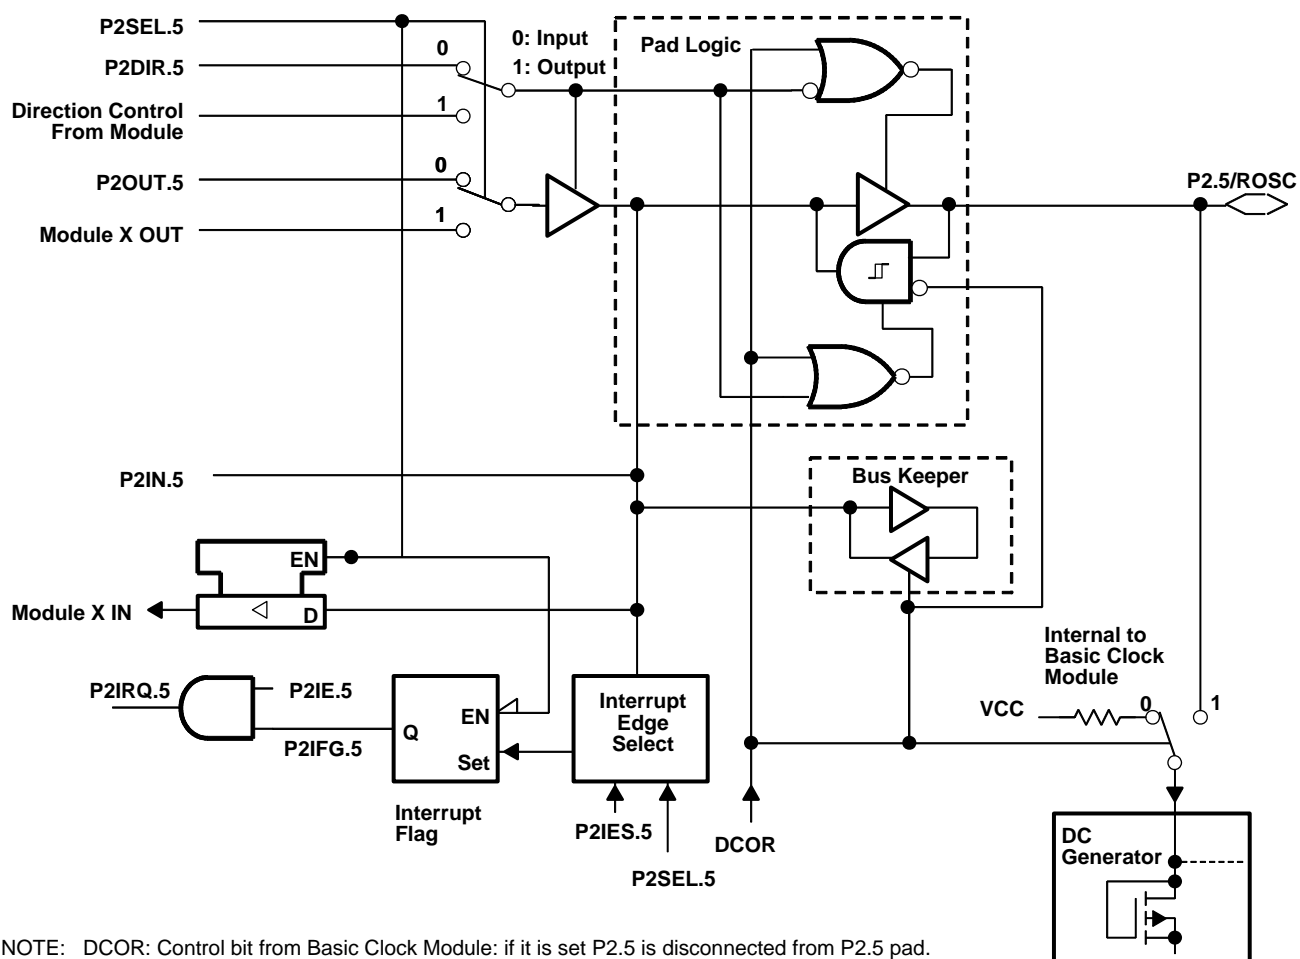 P2SEL.5
P2DIR.5
Direction Control
From Module
P2OUT.5
Module X OUT
0
1
0
1
0: Input
1: Output
Pad Logic
P2.5/ROSC
P2IN.5
Bus Keeper
EN
D
Module X IN
P2IRQ.5
P2IE.5
P2IFG.5
EN
Q
Set
Interrupt
Flag
Interrupt
Edge
Select
P2IES.5
P2SEL.5
DCOR
Internal to
Basic Clock
Module
VCC
0
1
DC
Generator
NOTE: DCOR: Control bit from Basic Clock Module: if it is set P2.5 is disconnected from P2.5 pad.